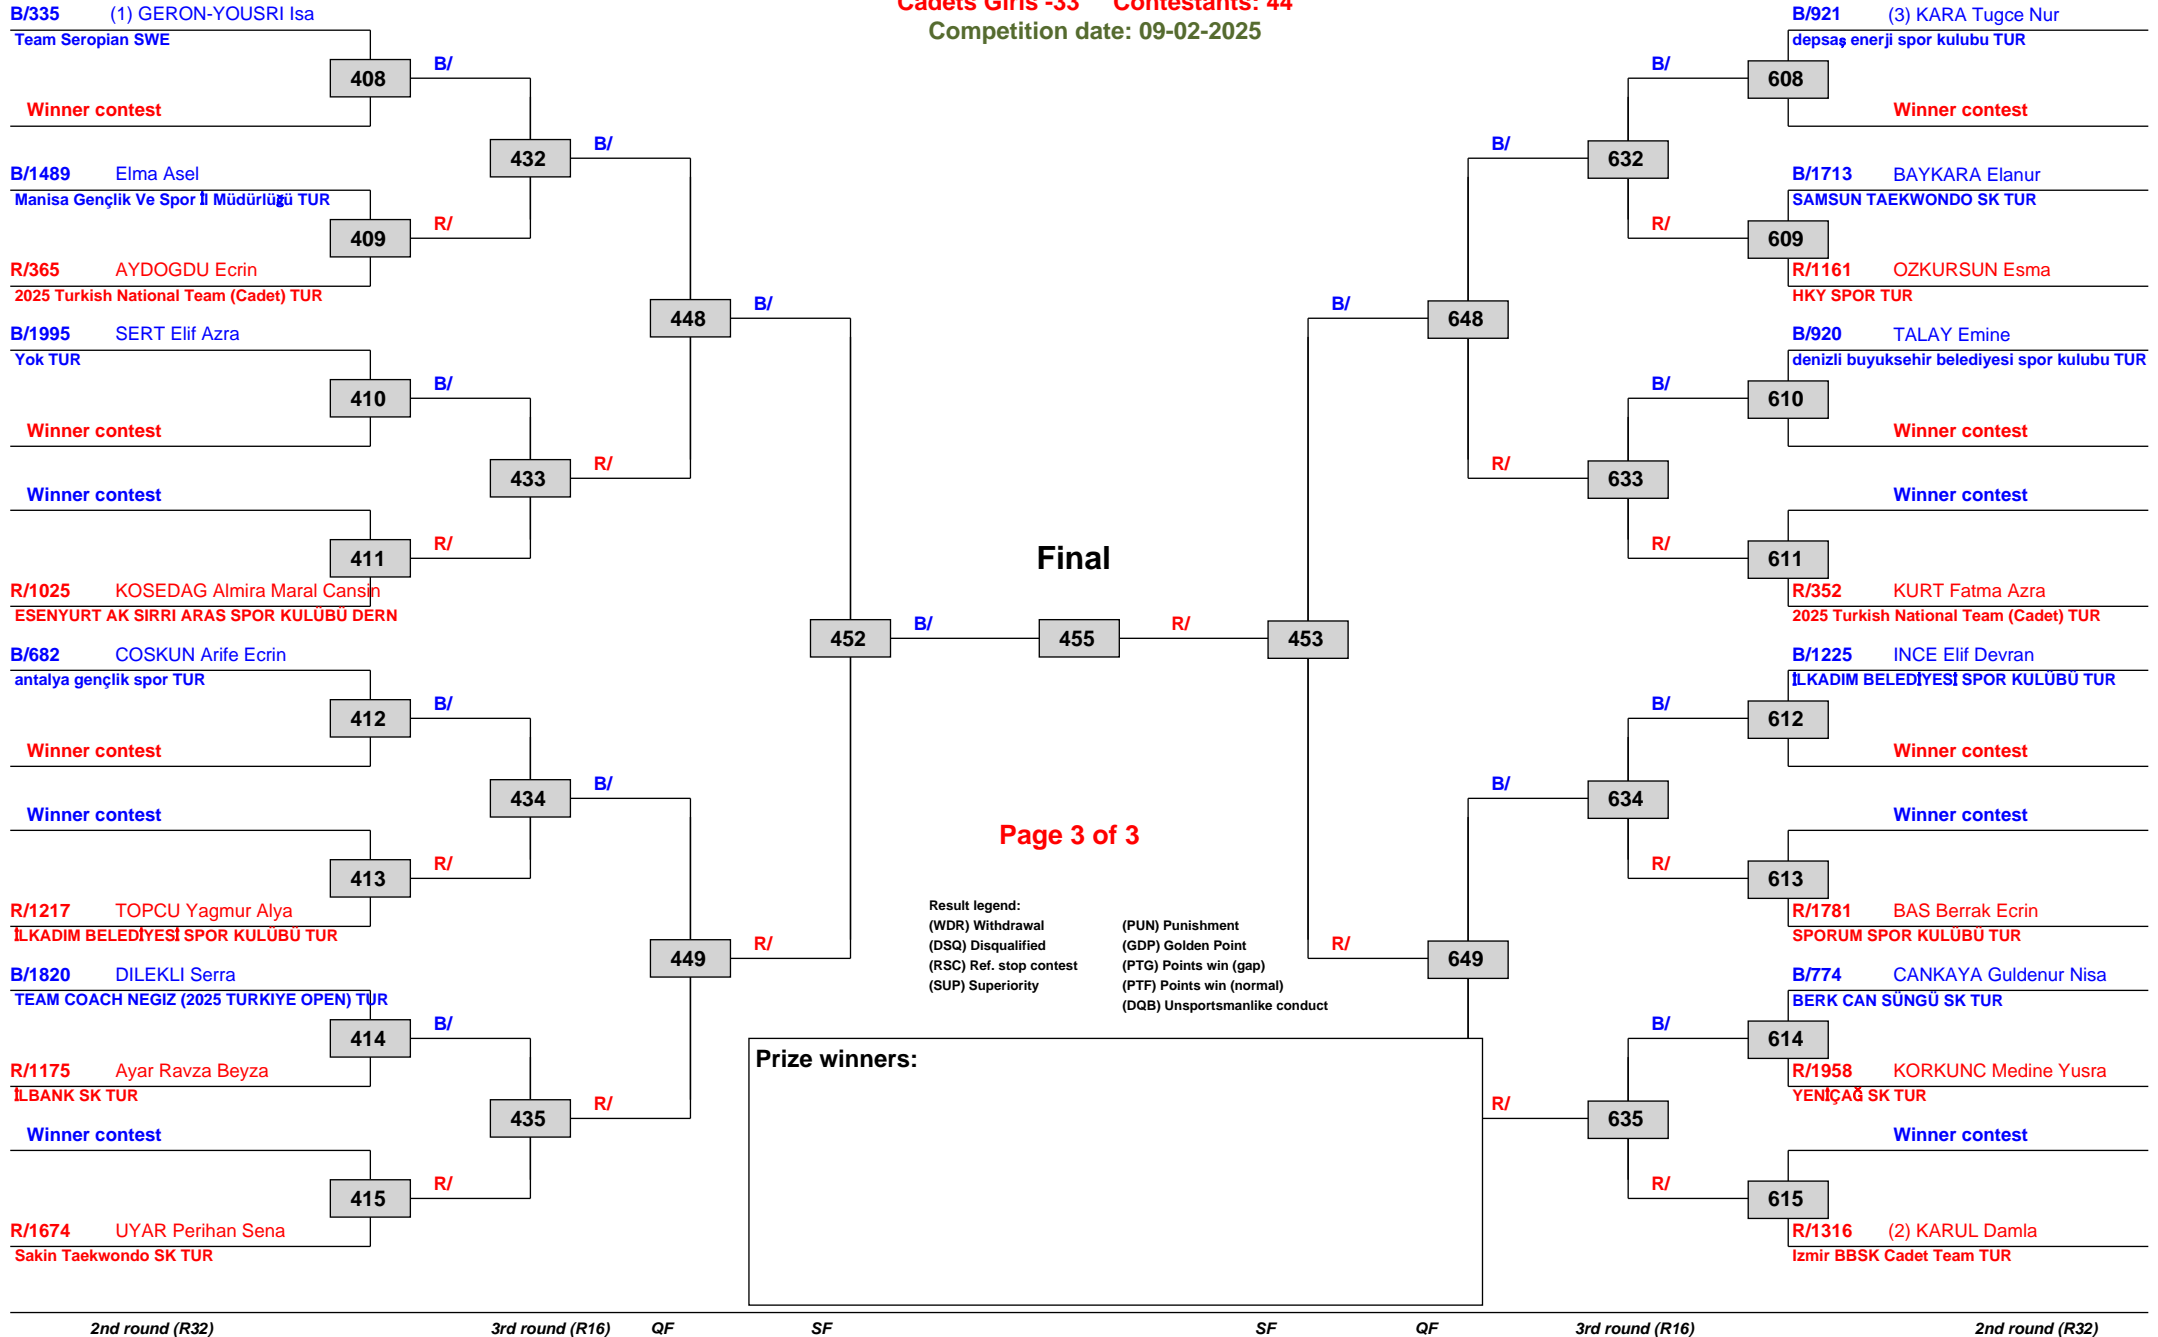 Cadets Girls -33 Contestants: 44
Competition date: 09-02-2025
B/335 (1) GERON-YOUSRI Isa
Team Seropian SWE
408
B/
Winner contest
432
B/
B/1489 Elma Asel
Manisa Gençlik Ve Spor İl Müdürlüğü TUR
409
R/
R/365 AYDOGDU Ecrin
2025 Turkish National Team (Cadet) TUR
448
B/
B/1995 SERT Elif Azra
Yok TUR
410
B/
Winner contest
433
R/
Winner contest
411
R/
R/1025 KOSEDAG Almira Maral Cansin
ESENYURT AK SIRRI ARAS SPOR KULÜBÜ DERN
452
B/
B/682 COSKUN Arife Ecrin
antalya gençlik spor TUR
412
B/
Winner contest
434
B/
Winner contest
413
R/
R/1217 TOPCU Yagmur Alya
İLKADIM BELEDİYESİ SPOR KULÜBÜ TUR
449
R/
B/1820 DILEKLI Serra
TEAM COACH NEGIZ (2025 TURKIYE OPEN) TUR
414
B/
R/1175 Ayar Ravza Beyza
İLBANK SK TUR
435
R/
Winner contest
415
R/
R/1674 UYAR Perihan Sena
Sakin Taekwondo SK TUR
Final
455
R/
453
Page 3 of 3
Result legend:
(WDR) Withdrawal (PUN) Punishment
(DSQ) Disqualified (GDP) Golden Point
(RSC) Ref. stop contest (PTG) Points win (gap)
(SUP) Superiority (PTF) Points win (normal)
(DQB) Unsportsmanlike conduct
Prize winners:
B/921 (3) KARA Tugce Nur
depsaş enerji spor kulubu TUR
B/
608
Winner contest
B/
632
B/1713 BAYKARA Elanur
SAMSUN TAEKWONDO SK TUR
R/
609
R/1161 OZKURSUN Esma
HKY SPOR TUR
B/
648
B/920 TALAY Emine
denizli buyuksehir belediyesi spor kulubu TUR
B/
610
Winner contest
R/
633
Winner contest
R/
611
R/352 KURT Fatma Azra
2025 Turkish National Team (Cadet) TUR
B/1225 INCE Elif Devran
İLKADIM BELEDİYESİ SPOR KULÜBÜ TUR
B/
612
Winner contest
B/
634
Winner contest
R/
613
R/1781 BAS Berrak Ecrin
SPORUM SPOR KULÜBÜ TUR
R/
649
B/774 CANKAYA Guldenur Nisa
BERK CAN SÜNGÜ SK TUR
B/
614
R/1958 KORKUNC Medine Yusra
YENİÇAĞ SK TUR
R/
635
Winner contest
R/
615
R/1316 (2) KARUL Damla
Izmir BBSK Cadet Team TUR
2nd round (R32) 3rd round (R16) QF SF SF QF 3rd round (R16) 2nd round (R32)